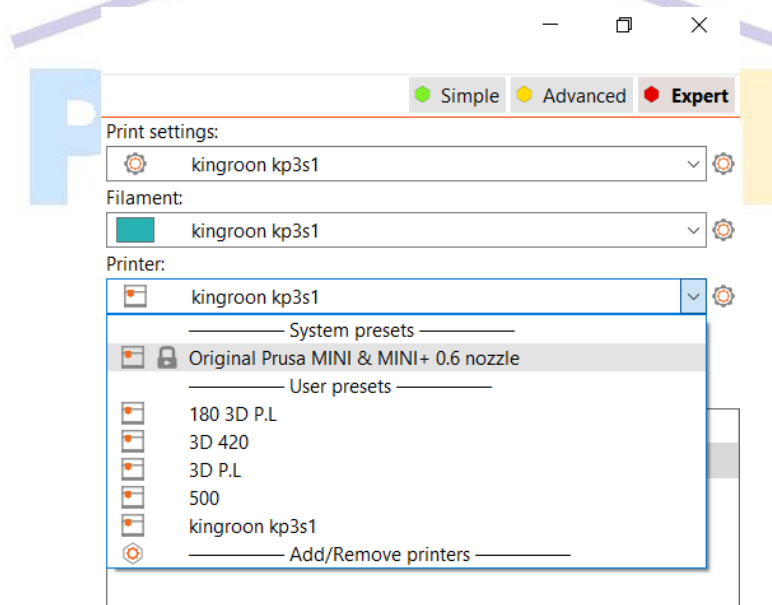 Simple Advanced Expert
Print settings:
kingroon kp3s1
Filament:
kingroon kp3s1
Printer:
kingroon kp3s1
System presets
Original Prusa MINI & MINI+ 0.6 nozzle
User presets
180 3D P.L
3D 420
3D P.L
500
kingroon kp3s1
Add/Remove printers
P